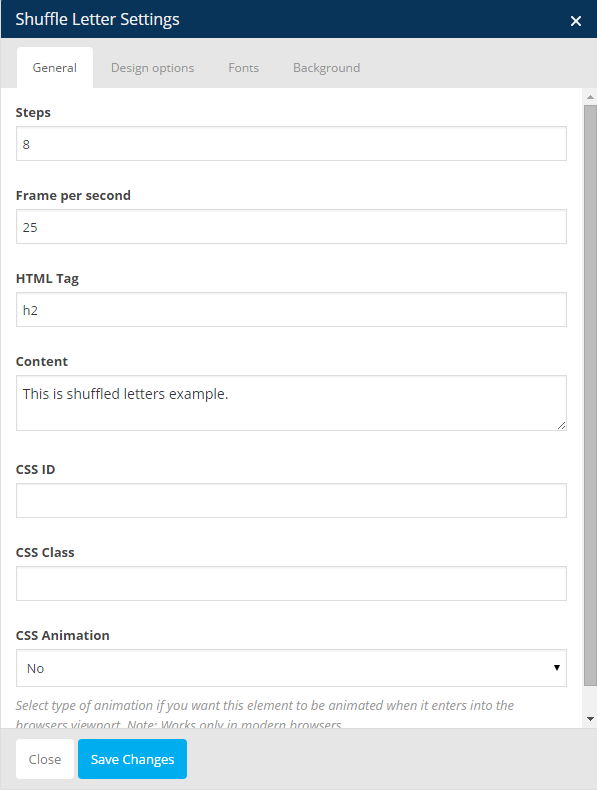 Shuffle Letter Settings
General Design options Fonts Background
Steps
8
Frame per second
25
HTML Tag
h2
Content
This is shuffled letters example.
CSS ID
CSS Class
CSS Animation
No
Select type of animation if you want this element to be animated when it enters into the
browsers viewport. Note: Works only in modern browsers.
Close Save Changes